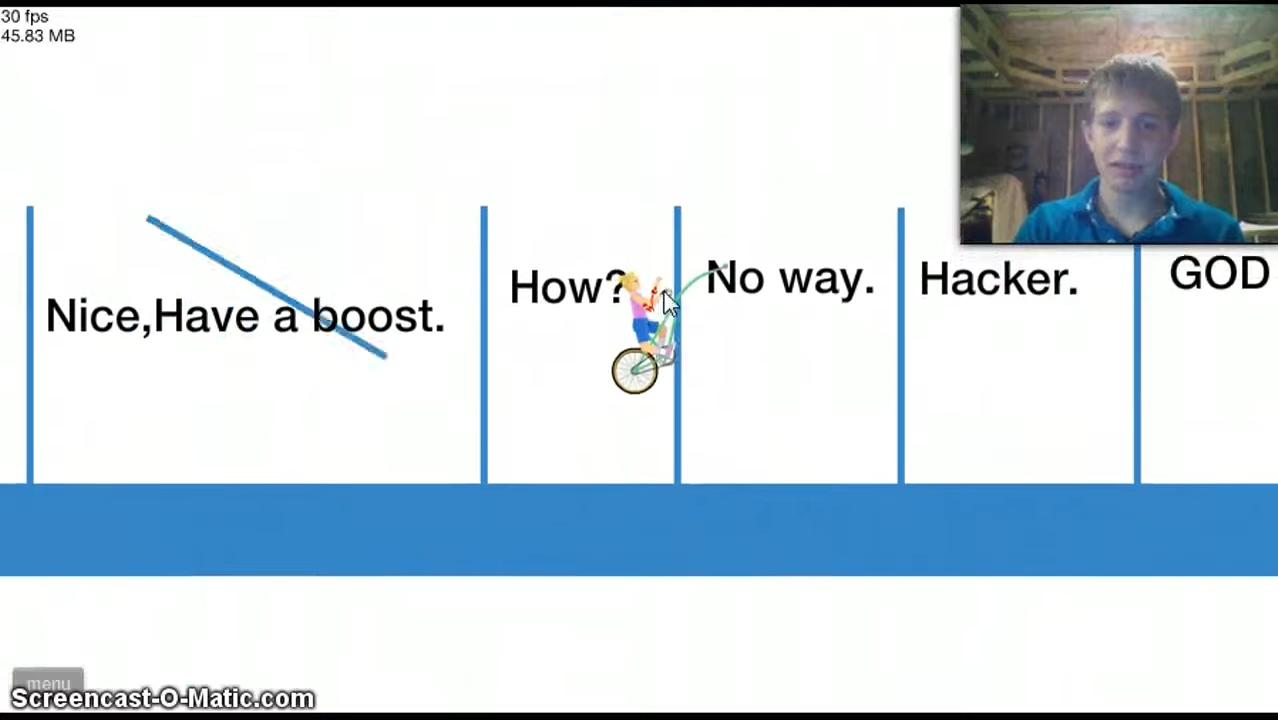 30 fps
45.83 MB
Nice,Have a boost.
How?
No way.
Hacker.
GOD
menu
Screencast-O-Matic.com